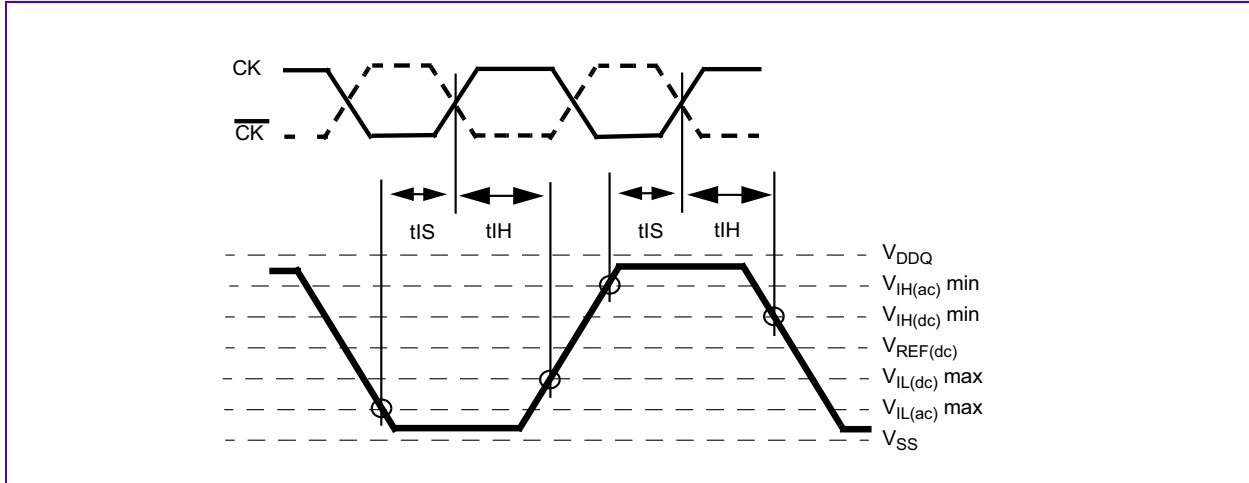 CK
CK
tIS
tIH
tIS
tIH
VDDQ
VIH(ac) min
VIH(dc) min
VREF(dc)
VIL(dc) max
VIL(ac) max
VSS